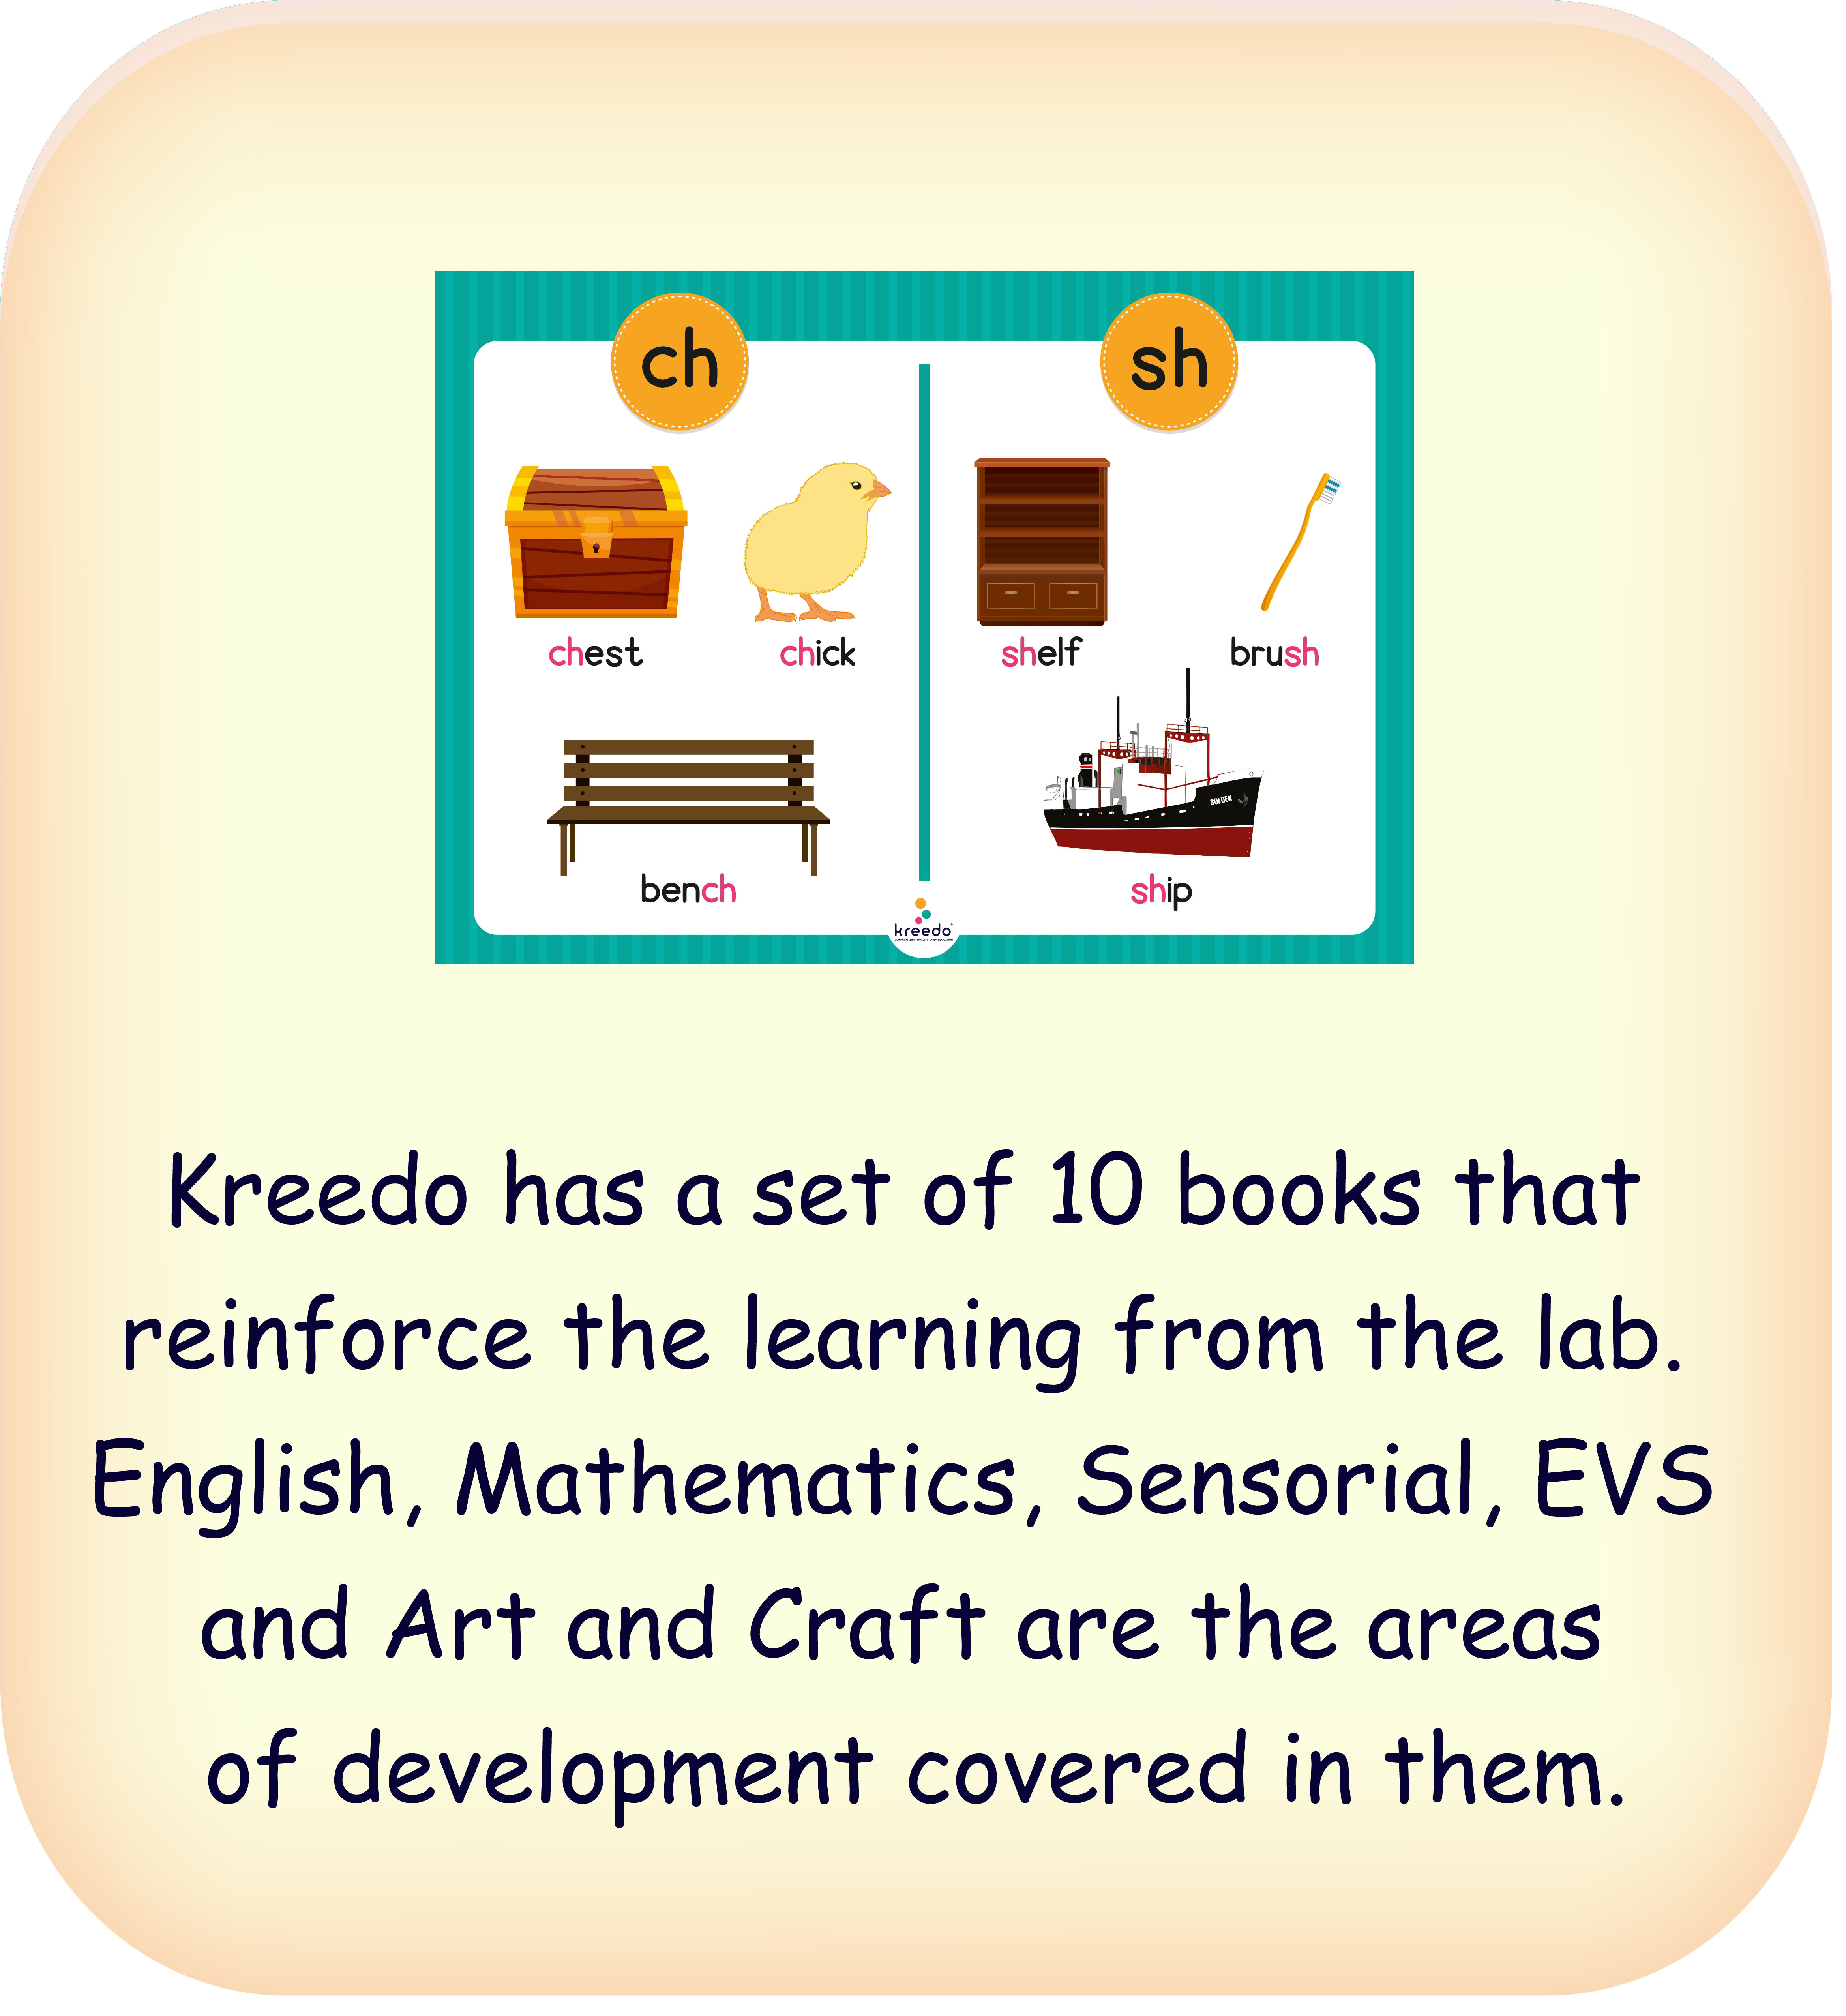 ch
sh
chest
chick
shelf
brush
SOLDEK
bench
ship
kreedo
Kreedo has a set of 10 books that
reinforce the learning from the lab.
English, Mathematics, Sensorial, EVS
and Art and Craft are the areas
of development covered in them.